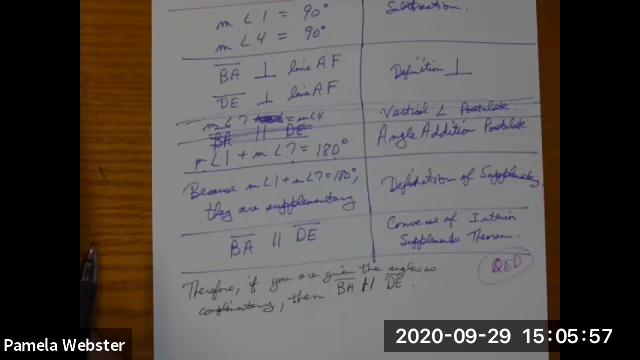 m∠1 = 90°
Subtraction.
m∠4 = 90°
BA ⊥ line AF
Definition ⊥
DE ⊥ line AF
m∠7 = m∠4
Vertical ∠ Postulate.
BA || DE
Angle Addition Postulate.
m∠1 + m∠7 = 180°
Because m∠1 + m∠7 = 180°,
they are supplementary
Definition of Supplementary
BA || DE
Converse of Interior
Supplements Theorem.
QED
Therefore, if you are given the angles as
then BA || DE.
Pamela Webster
2020-09-29 15:05:57